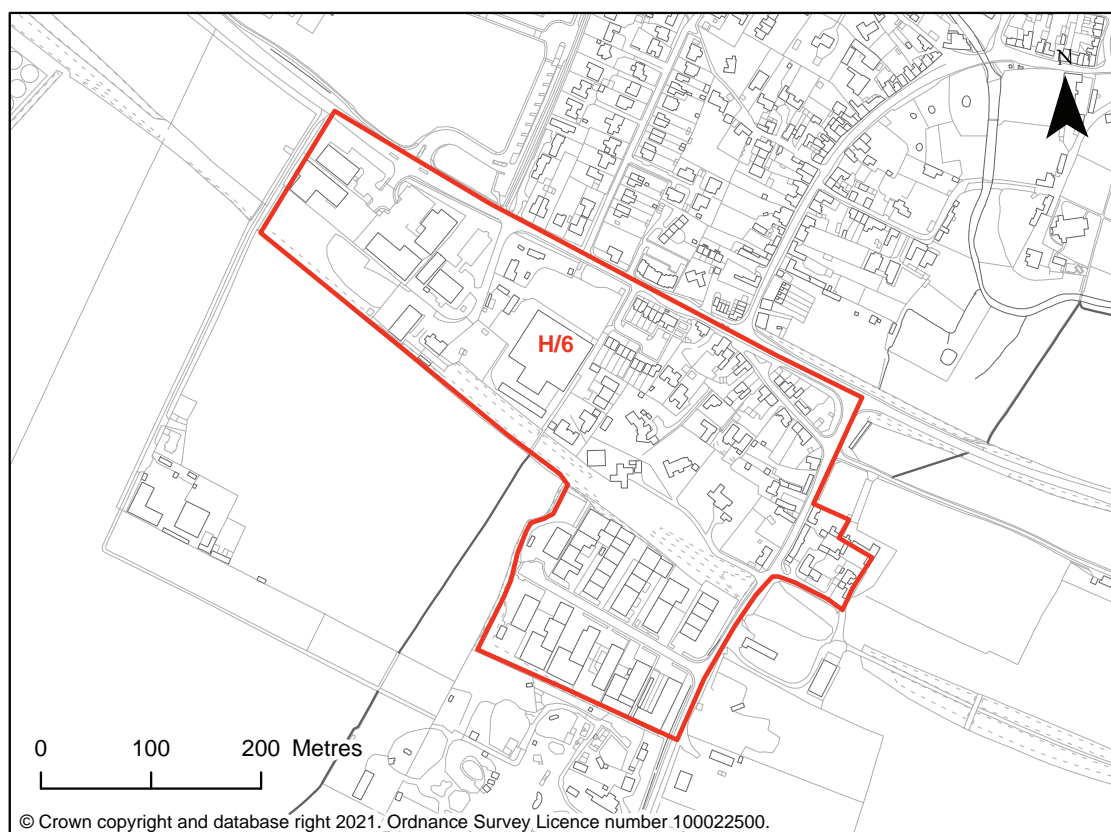 N
H/6
0 100 200 Metres
© Crown copyright and database right 2021. Ordnance Survey Licence number 100022500.